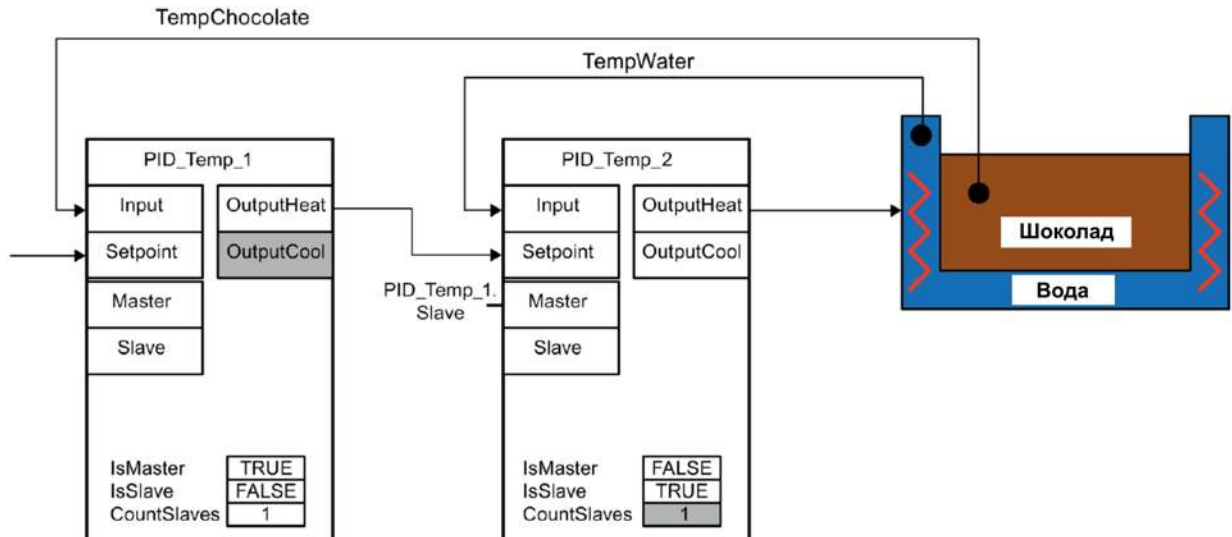 TempChocolate
TempWater
PID_Temp_1
Input
OutputHeat
Setpoint
OutputCool
Master
Slave
IsMaster TRUE
IsSlave FALSE
CountSlaves 1
PID_Temp_2
Input
OutputHeat
Setpoint
OutputCool
PID_Temp_1.
Slave
Master
Slave
IsMaster FALSE
IsSlave TRUE
CountSlaves 1
Шоколад
Вода